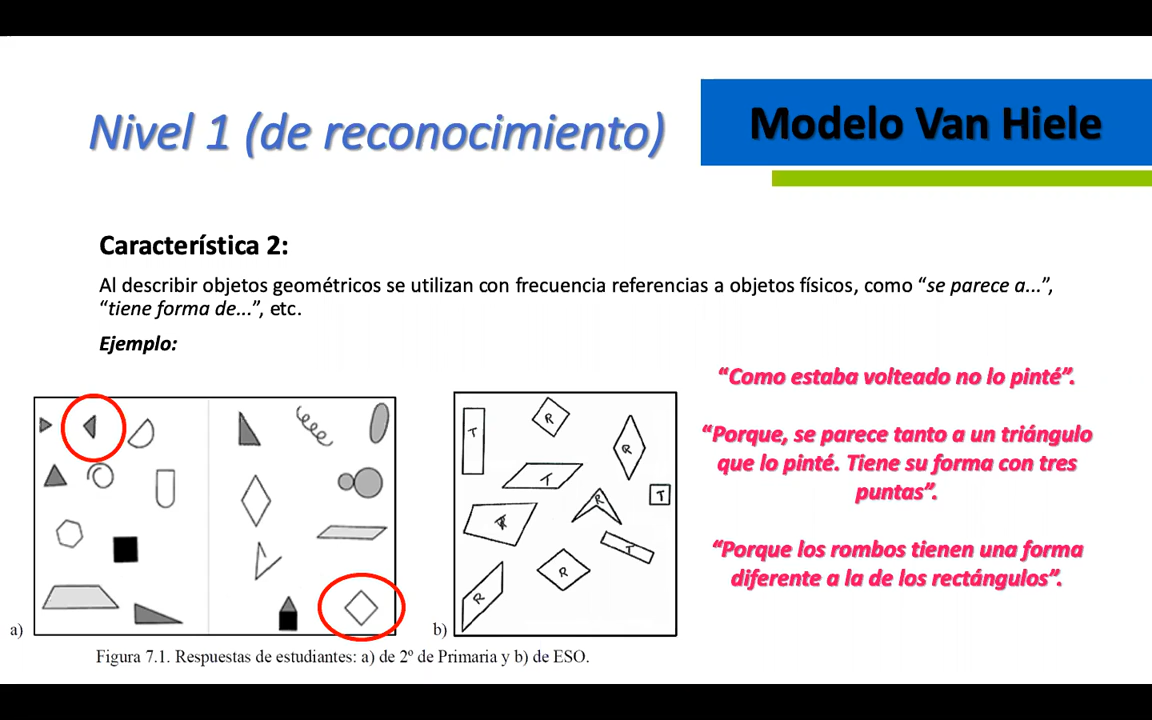 Nivel 1 (de reconocimiento)
Modelo Van Hiele
Característica 2:
Al describir objetos geométricos se utilizan con frecuencia referencias a objetos físicos, como “se parece a...”,
“tiene forma de...”, etc.
Ejemplo:
“Como estaba volteado no lo pinté”.
“Porque, se parece tanto a un triángulo
que lo pinté. Tiene su forma con tres
puntas”.
“Porque los rombos tienen una forma
diferente a la de los rectángulos”.
a)
b)
T
R
R
T
R
T
T
R
R
Figura 7.1. Respuestas de estudiantes: a) de 2º de Primaria y b) de ESO.